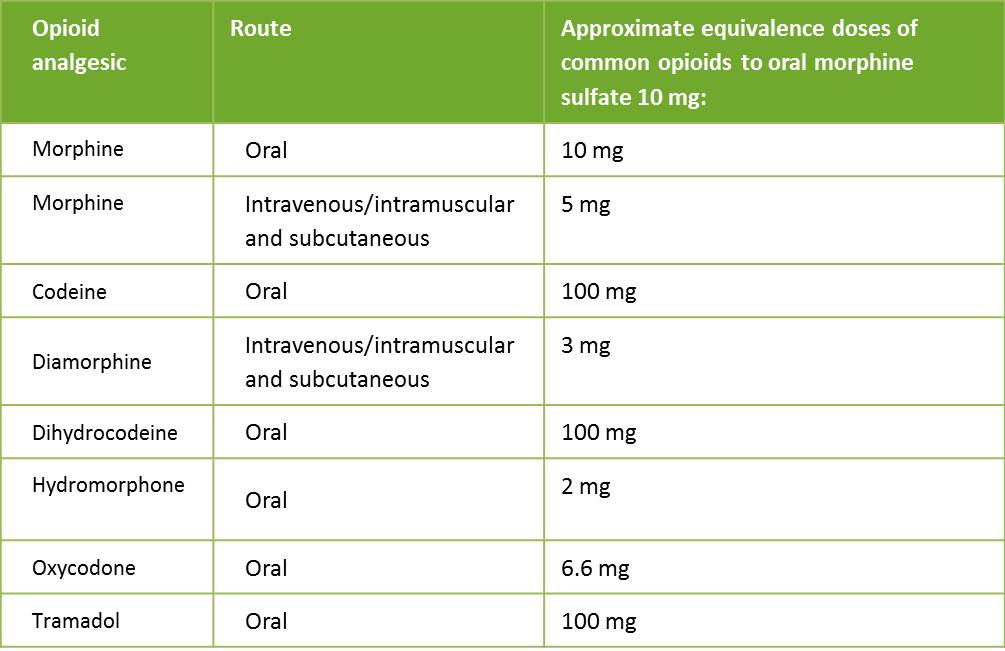 Opioid analgesic
Route
Approximate equivalence doses of common opioids to oral morphine sulfate 10 mg:
Morphine
Oral
10 mg
Morphine
Intravenous/intramuscular
and subcutaneous
5 mg
Codeine
Oral
100 mg
Diamorphine
Intravenous/intramuscular
and subcutaneous
3 mg
Dihydrocodeine
Oral
100 mg
Hydromorphone
Oral
2 mg
Oxycodone
Oral
6.6 mg
Tramadol
Oral
100 mg